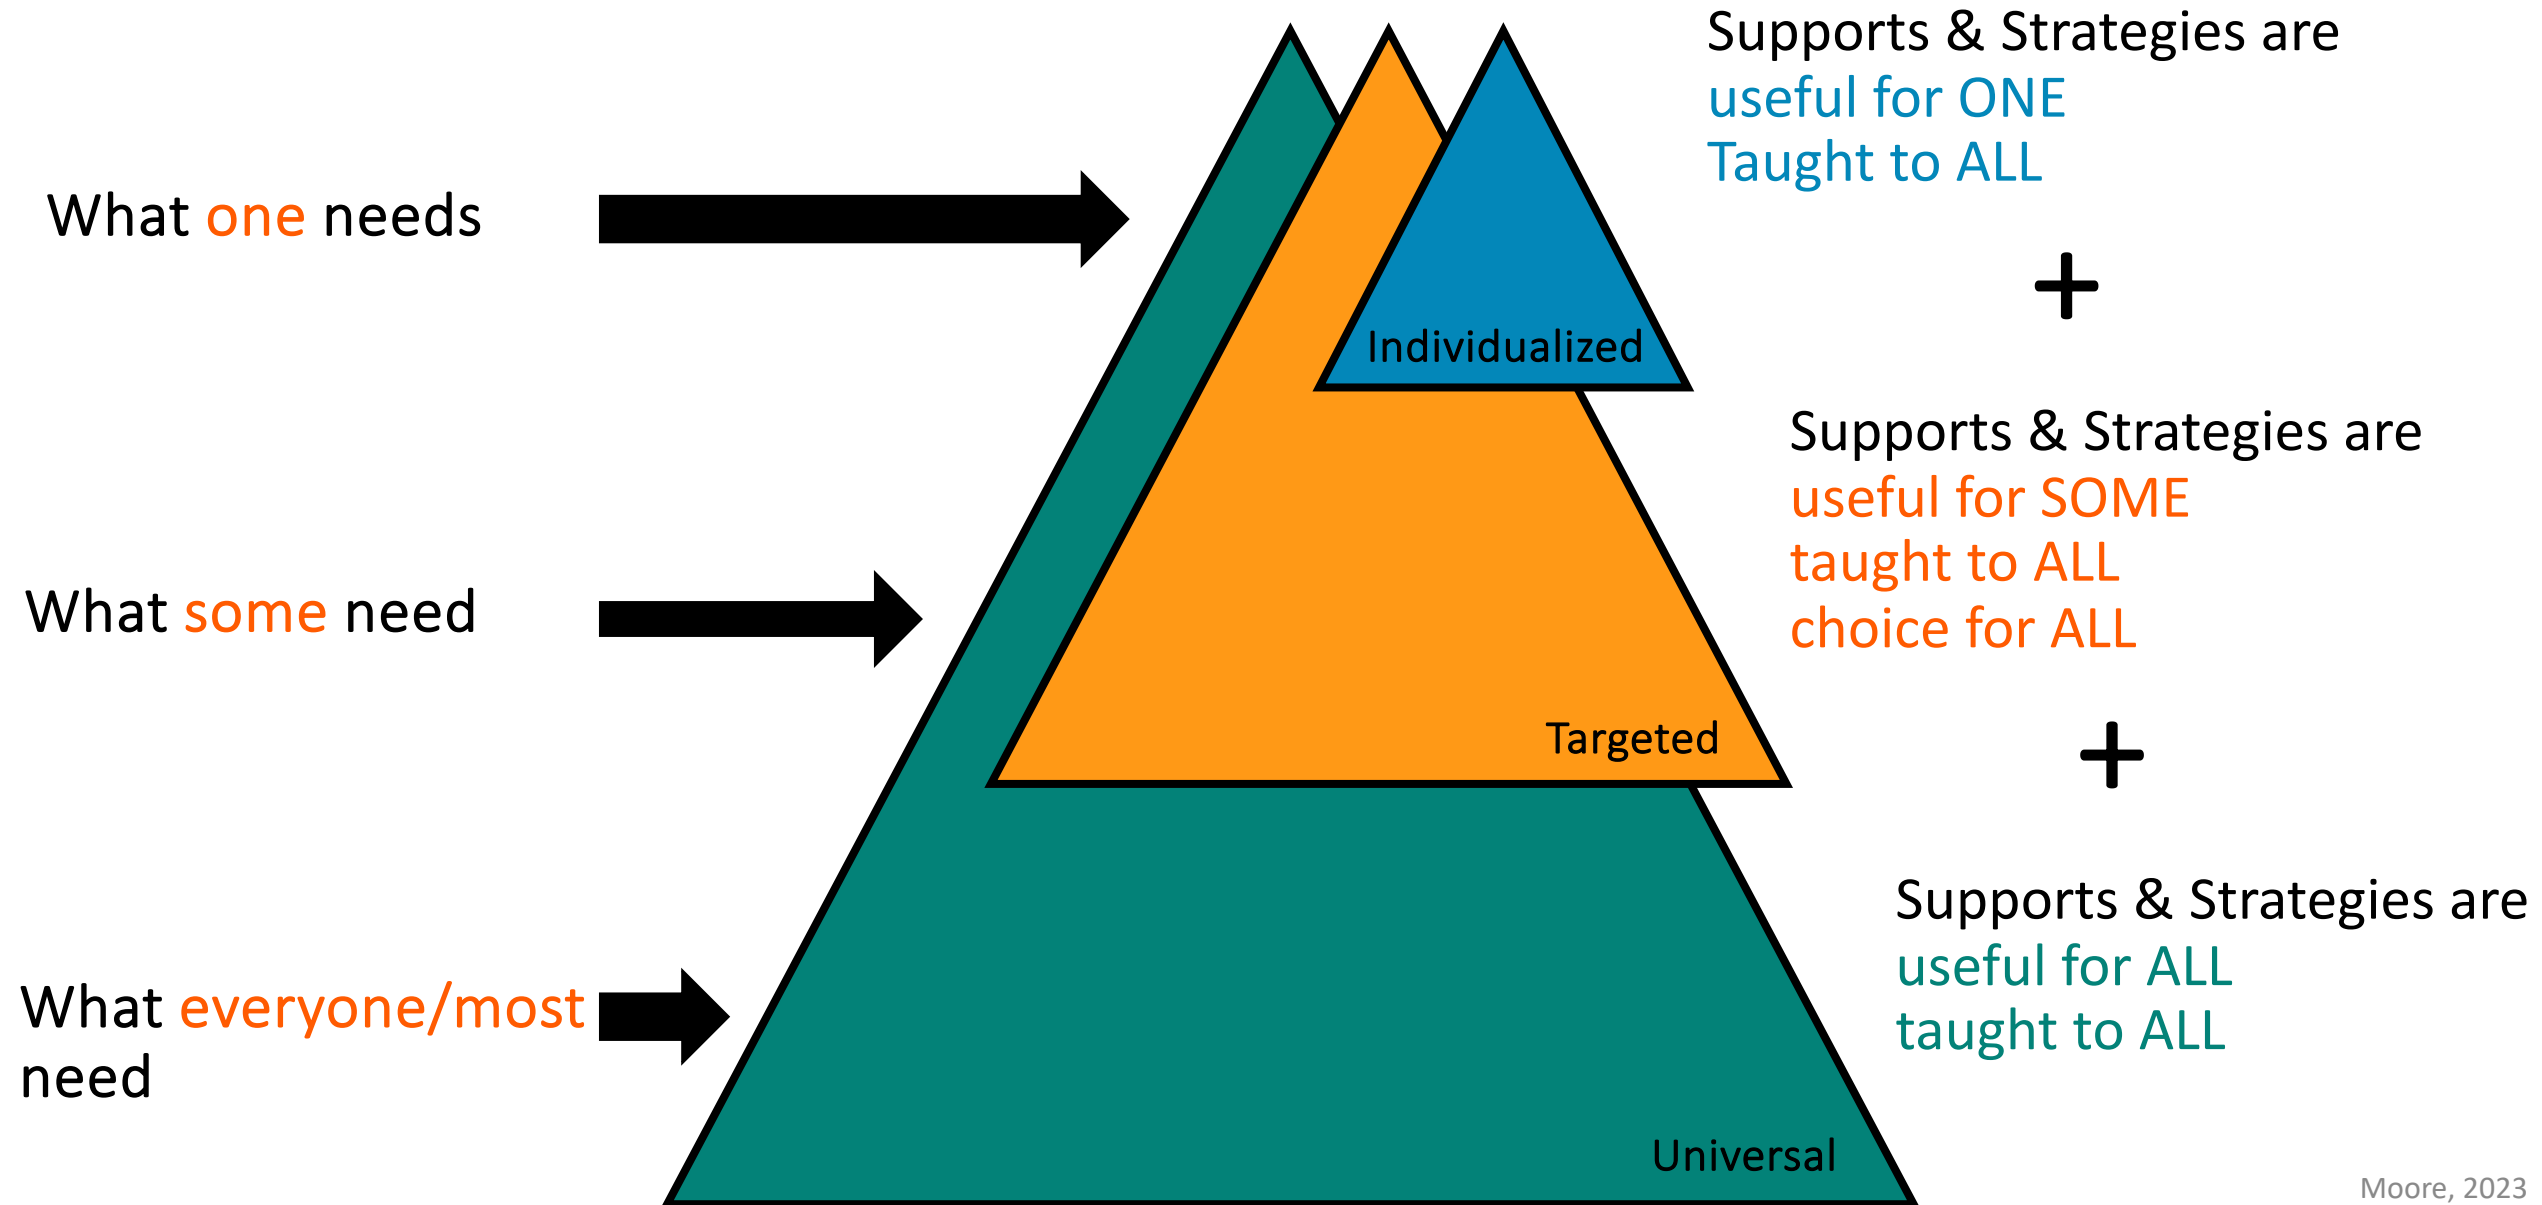 Supports & Strategies are
useful for ONE
Taught to ALL
What one needs
+
Individualized
Supports & Strategies are
useful for SOME
taught to ALL
choice for ALL
What some need
Targeted
+
Supports & Strategies are
useful for ALL
taught to ALL
What everyone/most
need
Universal
Moore, 2023